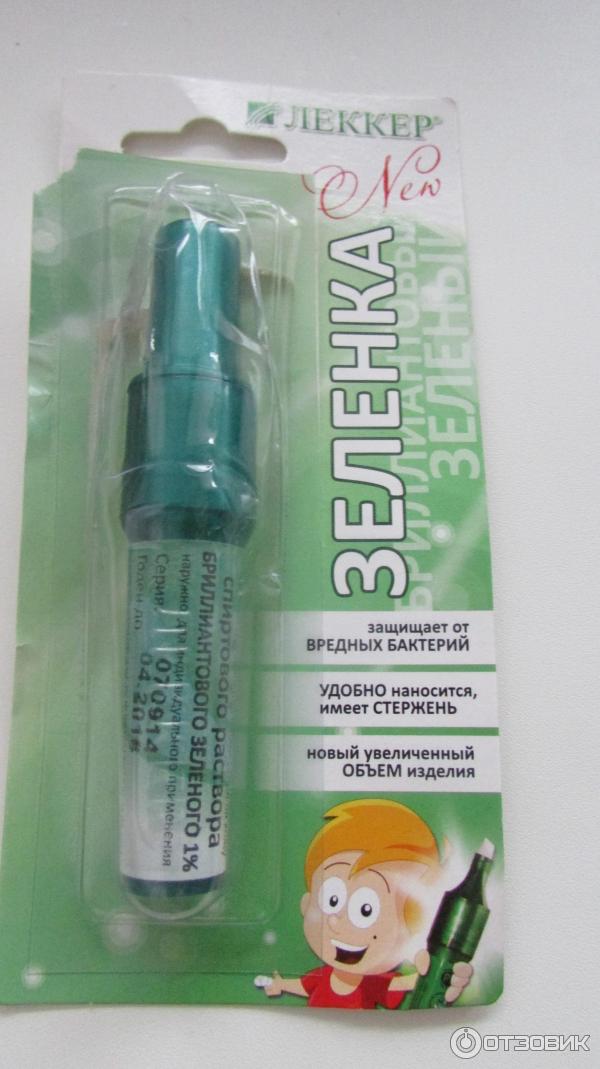 ЛЕККЕР®
New
ЗЕЛЕНКА
БРИЛЛИАНТОВЫЙ
ЗЕЛЕНЫЙ
защищает от
ВРЕДНЫХ БАКТЕРИЙ
УДОБНО наносится,
имеет СТЕРЖЕНЬ
новый увеличенный
ОБЪЕМ изделия
спиртового раствора
БРИЛЛИАНТОВОГО ЗЕЛЕНОГО 1%
наружно для индивидуального применения
Серия: 070914
Годен до 04.2016
ОТЗОВИК